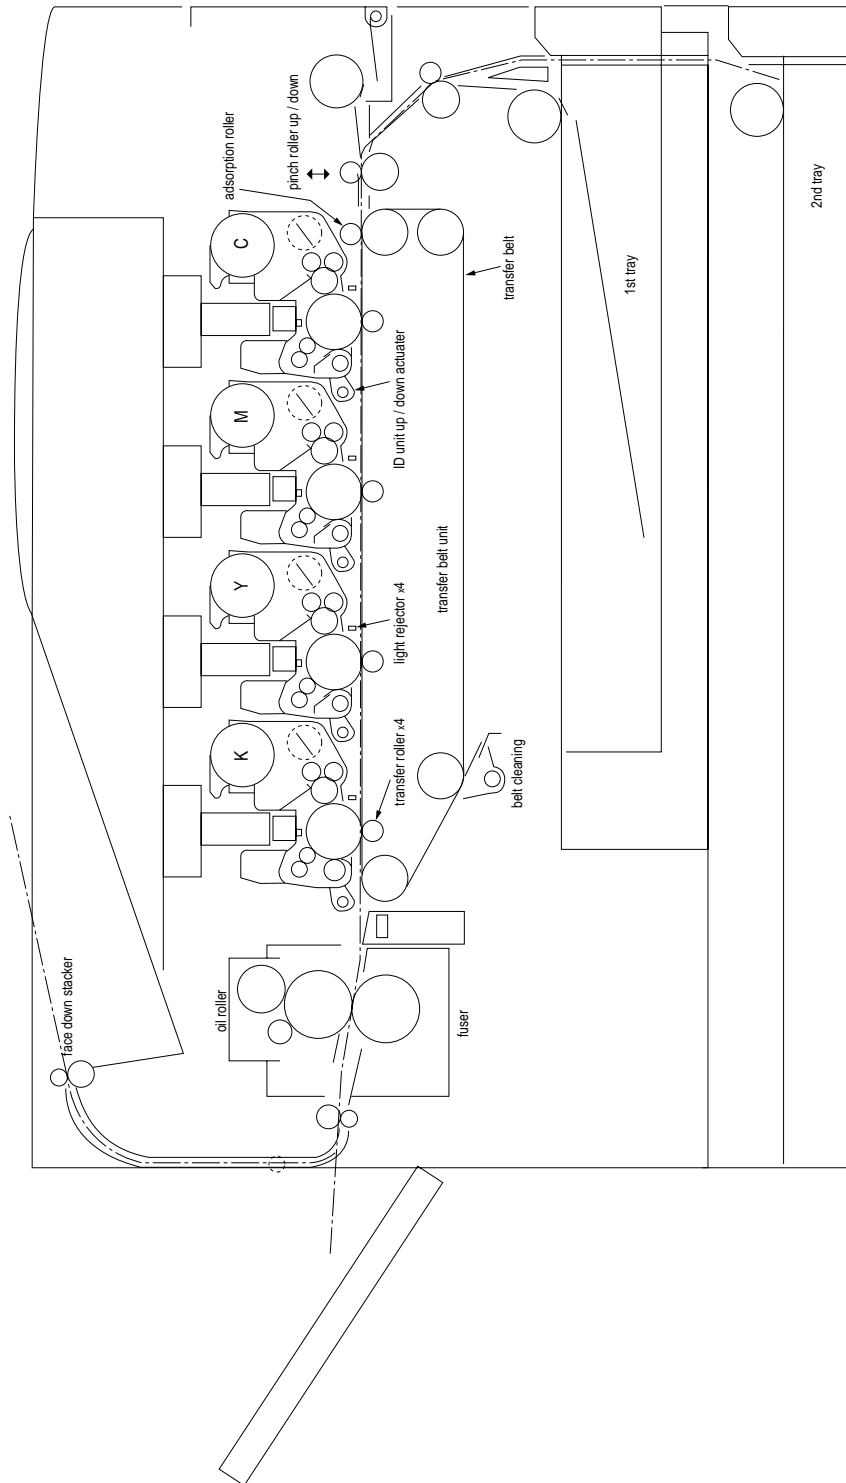 face down stacker
oil roller
adsorption roller
K
Y
M
C
pinch roller up / down
transfer roller x4
light rejector x4
ID unit up / down actuater
transfer belt unit
fuser
belt cleaning
transfer belt
1st tray
2nd tray